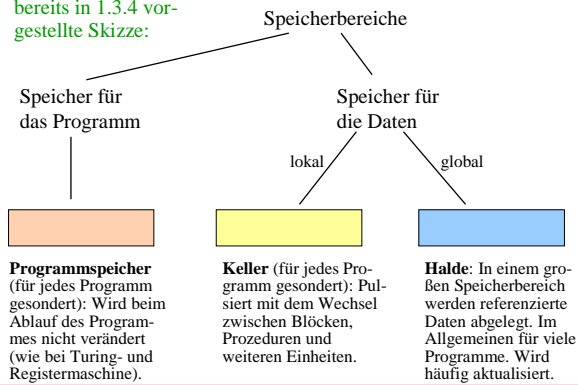 bereits in 1.3.4 vor-
gestellte Skizze:
Speicherbereiche
Speicher für
das Programm
Speicher für
die Daten
lokal
global
Programmspeicher
(für jedes Programm
gesondert): Wird beim
Ablauf des Program-
mes nicht verändert
(wie bei Turing- und
Registermaschine).
Keller (für jedes Pro-
gramm gesondert): Pul-
siert mit dem Wechsel
zwischen Blöcken,
Prozeduren und
weiteren Einheiten.
Halde: In einem gro-
ßen Speicherbereich
werden referenzierte
Daten abgelegt. Im
Allgemeinen für viele
Programme. Wird
häufig aktualisiert.